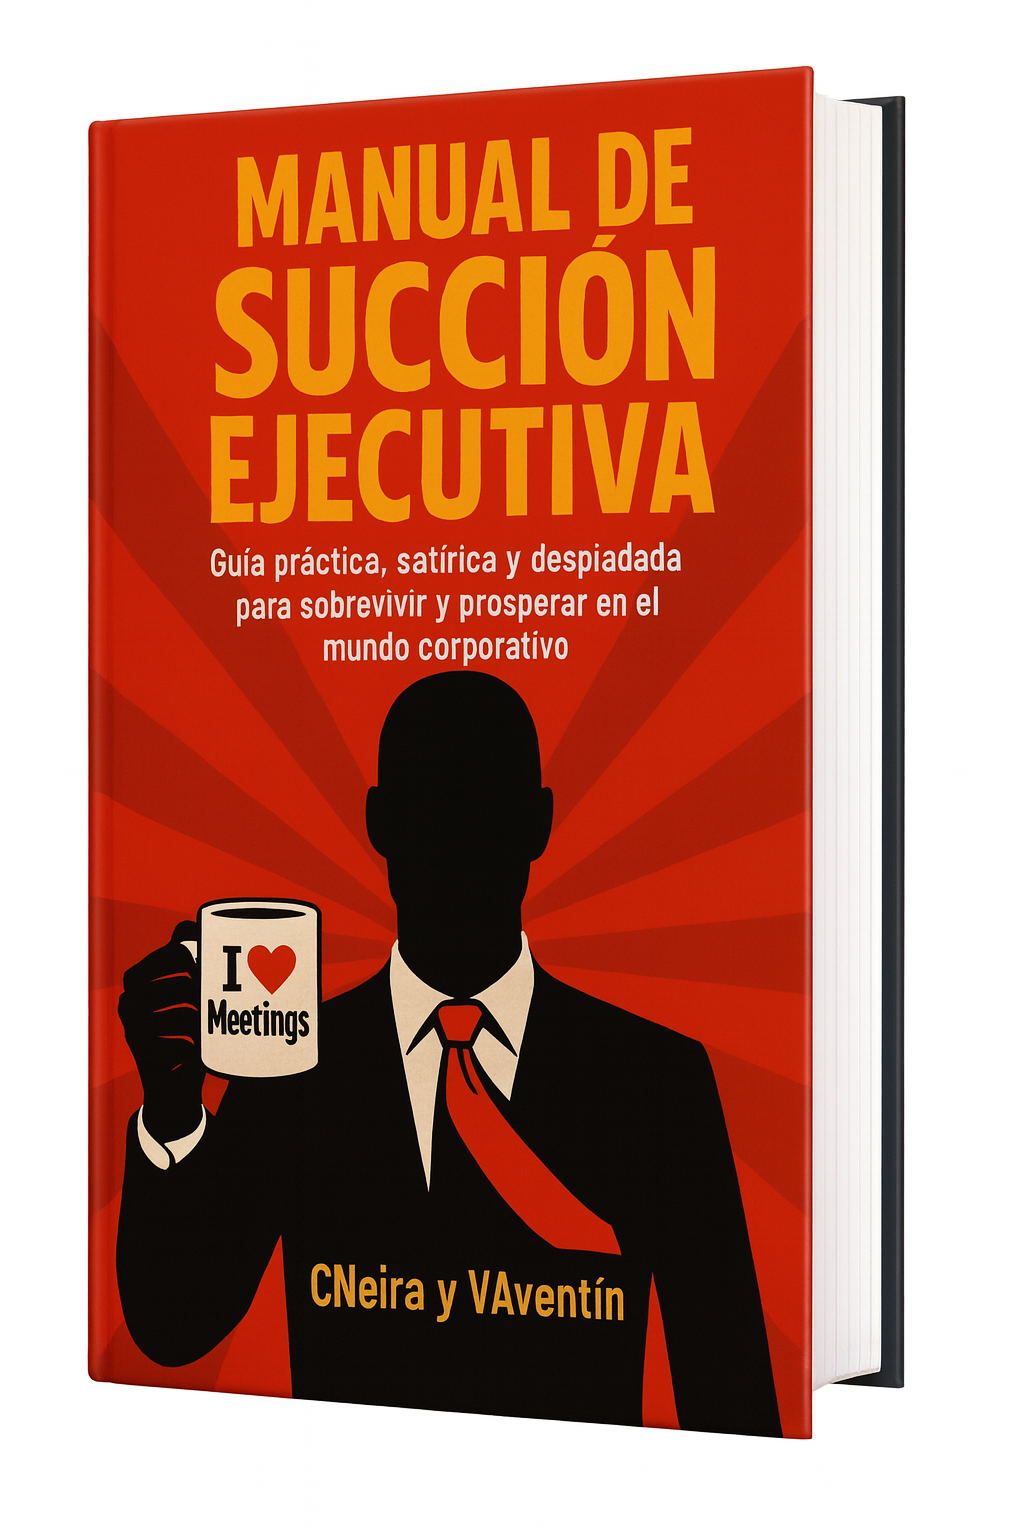 MANUAL DE
SUCCIÓN
EJECUTIVA
Guía práctica, satírica y despiadada
para sobrevivir y prosperar en el
mundo corporativo
I ♥
Meetings
CNeira y VAventín